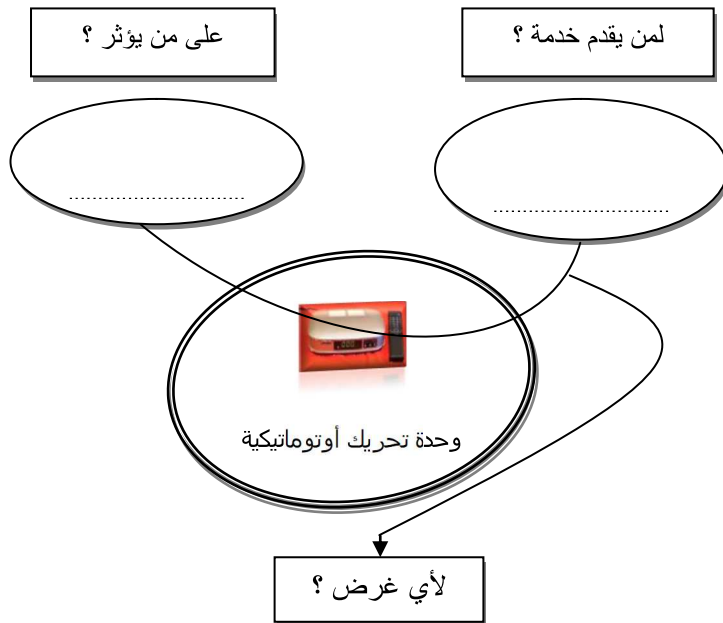 لمن يقدم خدمة ؟
على من يؤثر ؟
..............................
..............................
وحدة تحريك أوتوماتيكية
لأي غرض ؟